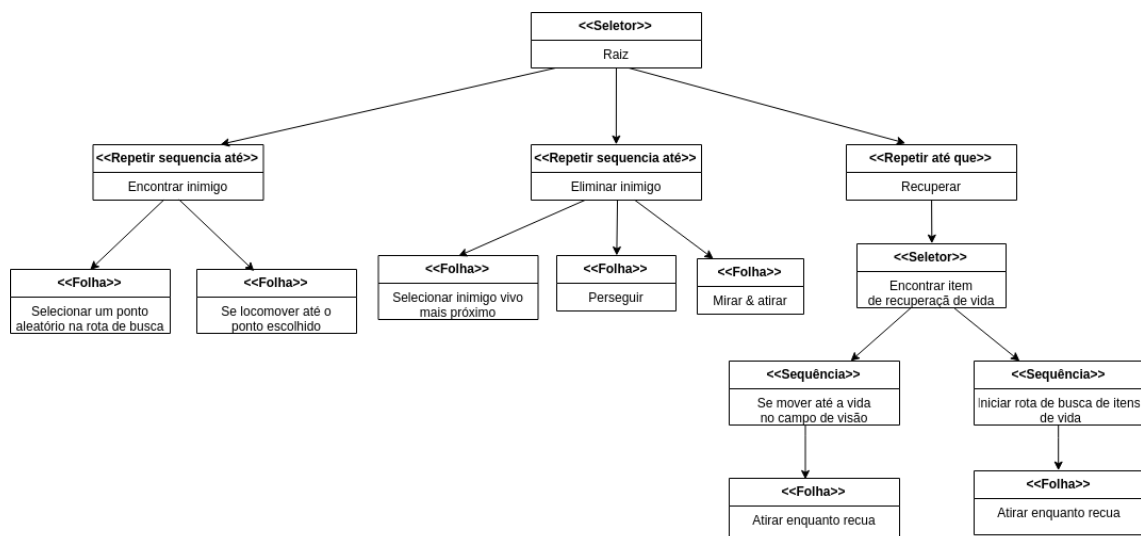 <<Seletor>>
Raiz
<<Repetir sequencia até>>
Encontrar inimigo
<<Repetir sequencia até>>
Eliminar inimigo
<<Repetir até que>>
Recuperar
<<Folha>>
Selecionar um ponto
aleatório na rota de busca
<<Folha>>
Se locomover até o
ponto escolhido
<<Folha>>
Selecionar inimigo vivo
mais próximo
<<Folha>>
Perseguir
<<Folha>>
Mirar & atirar
<<Seletor>>
Encontrar item
de recuperaçã de vida
<<Sequência>>
Se mover até a vida
no campo de visão
<<Sequência>>
Iniciar rota de busca de itens
de vida
<<Folha>>
Atirar enquanto recua
<<Folha>>
Atirar enquanto recua